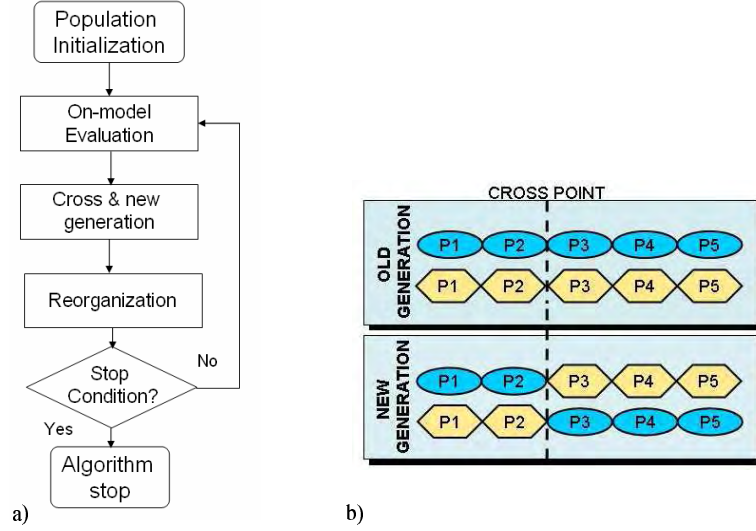 Population
Initialization
On-model
Evaluation
Cross & new
generation
Reorganization
Stop
Condition?
No
Yes
Algorithm
stop
a)
CROSS POINT
OLD
GENERATION
P1 P2 P3 P4 P5
P1 P2 P3 P4 P5
NEW
GENERATION
P1 P2 P3 P4 P5
P1 P2 P3 P4 P5
b)